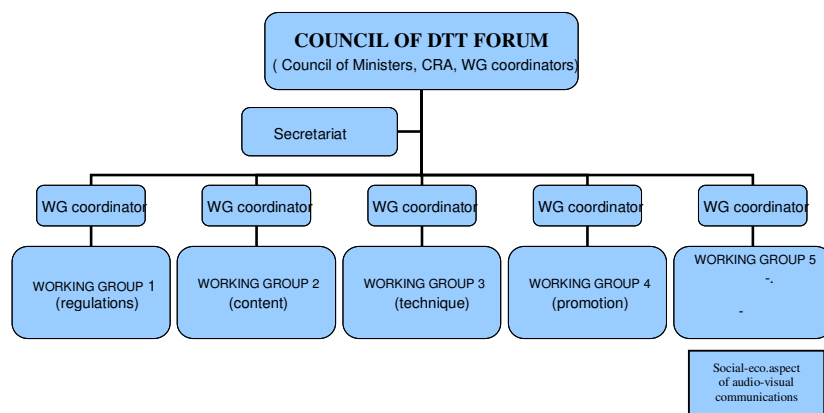 COUNCIL OF DTT FORUM
( Council of Ministers, CRA, WG coordinators)
Secretariat
WG coordinator
WG coordinator
WG coordinator
WG coordinator
WG coordinator
WORKING GROUP 1
(regulations)
WORKING GROUP 2
(content)
WORKING GROUP 3
(technique)
WORKING GROUP 4
(promotion)
WORKING GROUP 5
-.
-
Social-eco.aspect
of audio-visual
communications